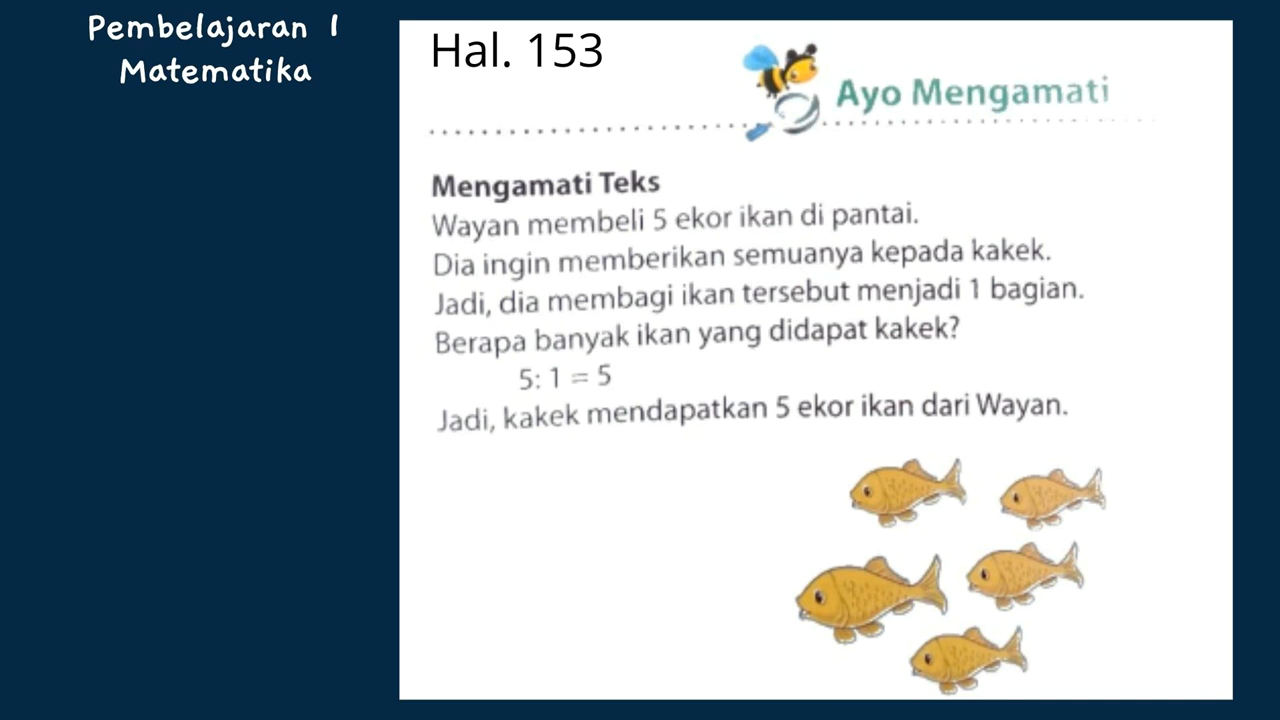 Pembelajaran 1
Matematika
Hal. 153
Ayo Mengamati
Mengamati Teks
Wayan membeli 5 ekor ikan di pantai.
Dia ingin memberikan semuanya kepada kakek.
Jadi, dia membagi ikan tersebut menjadi 1 bagian.
Berapa banyak ikan yang didapat kakek?
5: 1 = 5
Jadi, kakek mendapatkan 5 ekor ikan dari Wayan.